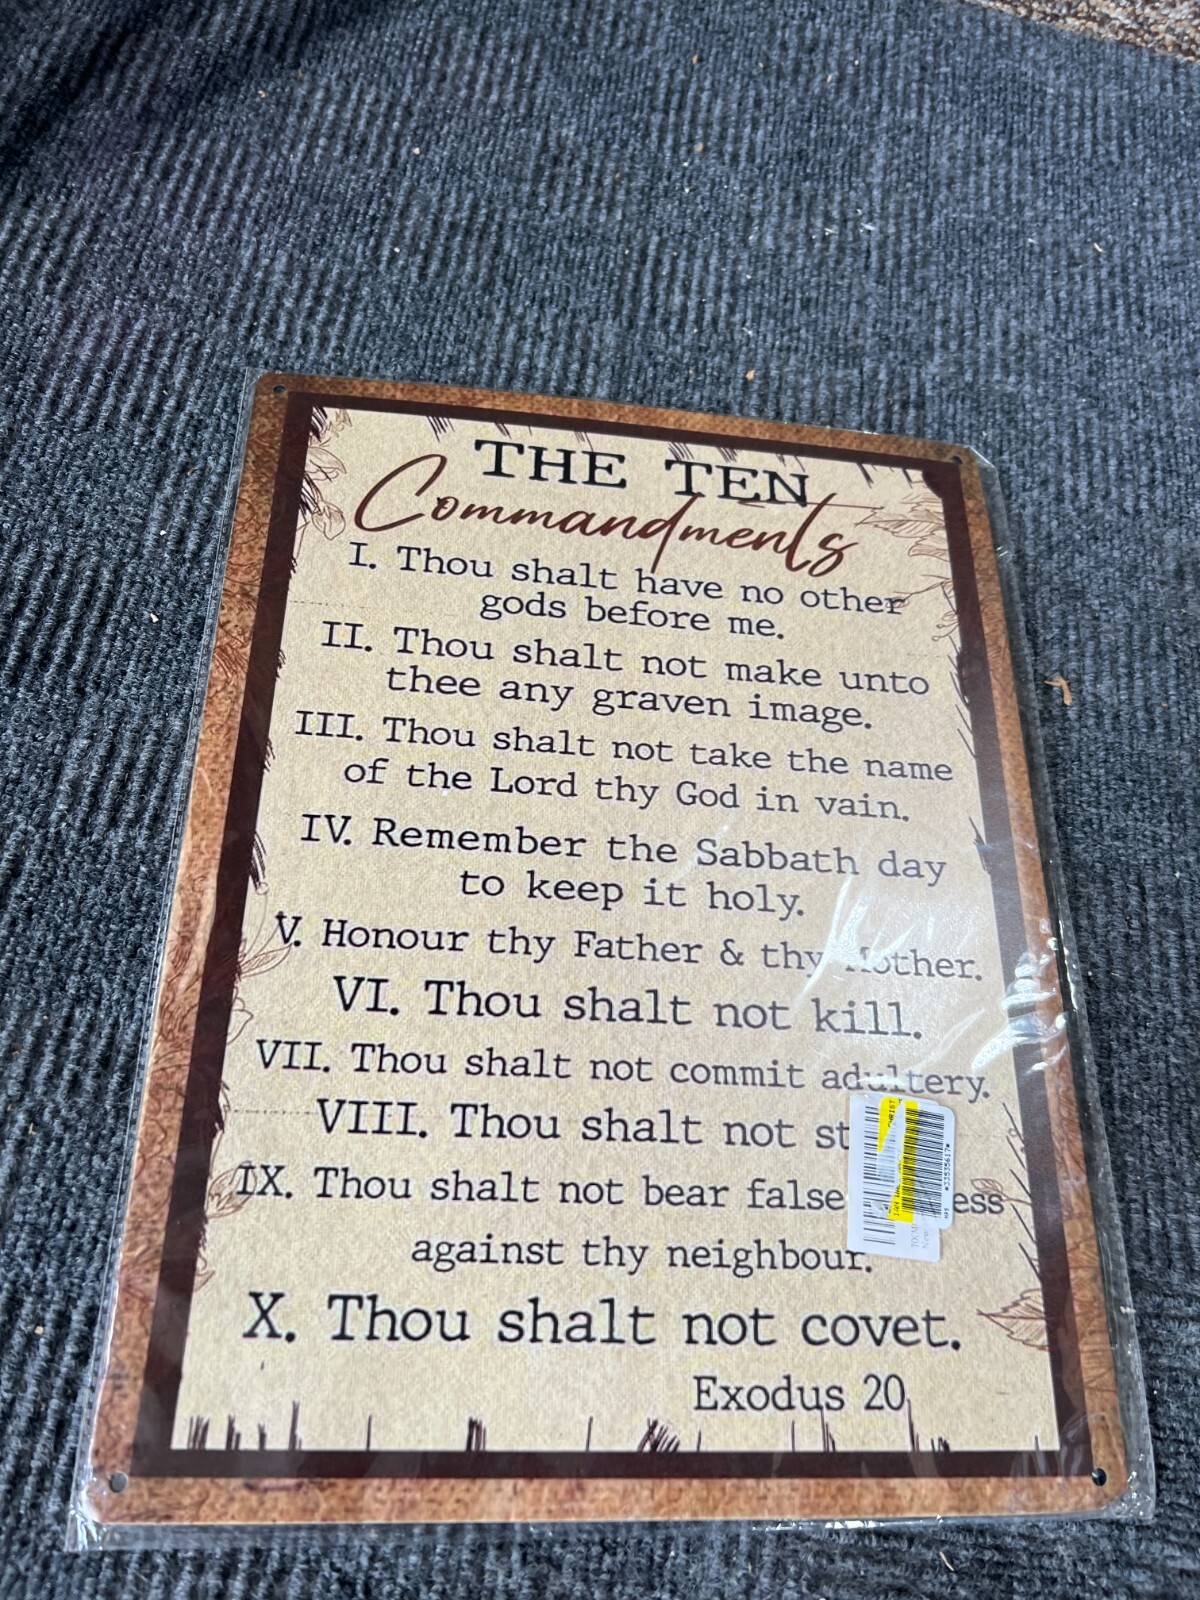 THE TEN
Commandments
I. Thou shalt have no other
gods before me.
II. Thou shalt not make unto
thee any graven image.
III. Thou shalt not take the name
of the Lord thy God in vain.
IV. Remember the Sabbath day
to keep it holy.
V. Honour thy Father & thy Mother.
VI. Thou shalt not kill.
VII. Thou shalt not commit adultery.
VIII. Thou shalt not st
IX. Thou shalt not bear false ess
against thy neighbour.
X. Thou shalt not covet.
Exodus 20